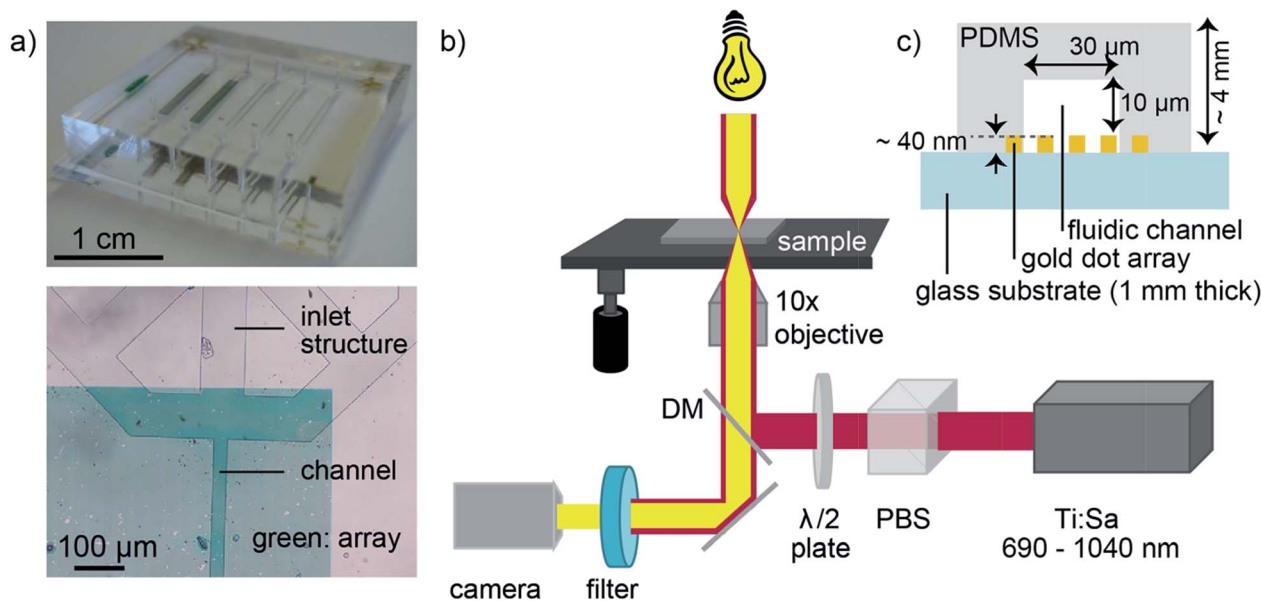 a)
1 cm
inlet
structure
channel
100 µm
green: array
b)
sample
10x
objective
DM
λ/2
plate
PBS
Ti:Sa
690 - 1040 nm
camera
filter
c)
PDMS
30 µm
10 µm
~ 4 mm
~ 40 nm
fluidic channel
gold dot array
glass substrate (1 mm thick)